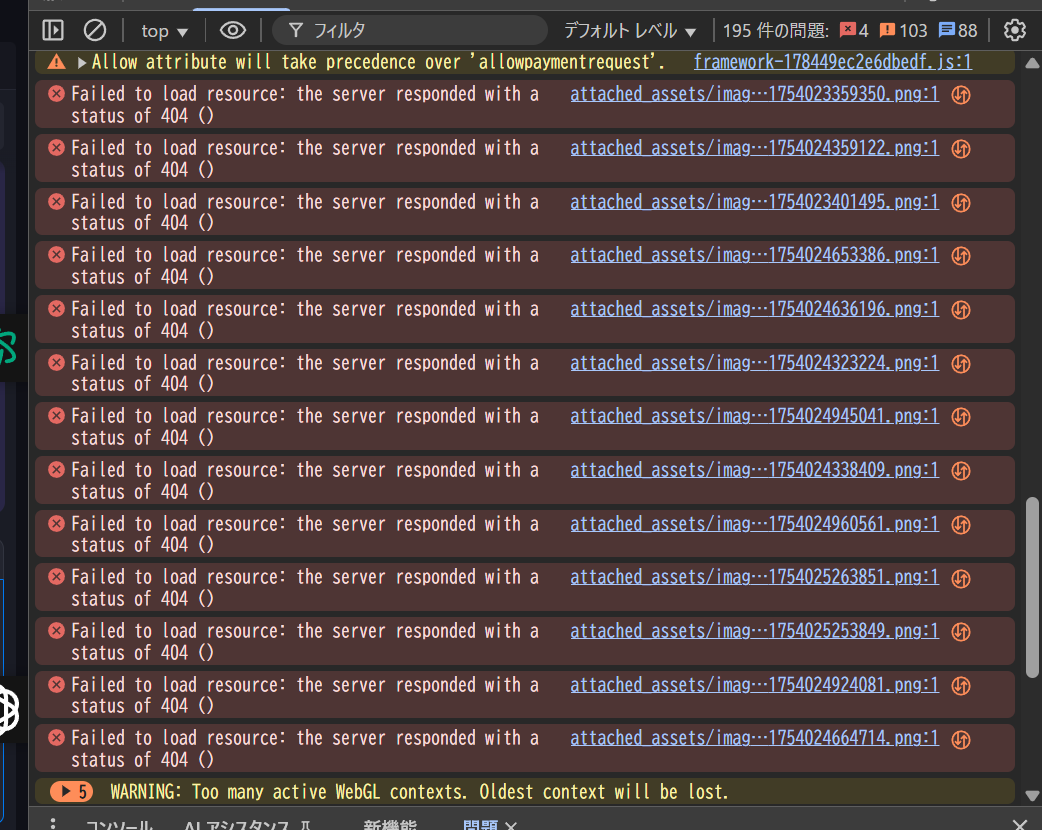 top ▼ フィルタ デフォルト レベル ▼ 195 件の問題: 4 103 88
▶Allow attribute will take precedence over 'allowpaymentrequest'. framework-178449ec2e6dbedf.js:1
Failed to load resource: the server responded with a attached_assets/imag…1754023359350.png:1
status of 404 ()
Failed to load resource: the server responded with a attached_assets/imag…1754024359122.png:1
status of 404 ()
Failed to load resource: the server responded with a attached_assets/imag…1754023401495.png:1
status of 404 ()
Failed to load resource: the server responded with a attached_assets/imag…1754024653386.png:1
status of 404 ()
Failed to load resource: the server responded with a attached_assets/imag…1754024636196.png:1
status of 404 ()
Failed to load resource: the server responded with a attached_assets/imag…1754024323224.png:1
status of 404 ()
Failed to load resource: the server responded with a attached_assets/imag…1754024945041.png:1
status of 404 ()
Failed to load resource: the server responded with a attached_assets/imag…1754024338409.png:1
status of 404 ()
Failed to load resource: the server responded with a attached_assets/imag…1754024960561.png:1
status of 404 ()
Failed to load resource: the server responded with a attached_assets/imag…1754025263851.png:1
status of 404 ()
Failed to load resource: the server responded with a attached_assets/imag…1754025253849.png:1
status of 404 ()
Failed to load resource: the server responded with a attached_assets/imag…1754024924081.png:1
status of 404 ()
Failed to load resource: the server responded with a attached_assets/imag…1754024664714.png:1
status of 404 ()
▶ 5 WARNING: Too many active WebGL contexts. Oldest context will be lost.
コンソール AI アシスタンス 新機能 問題